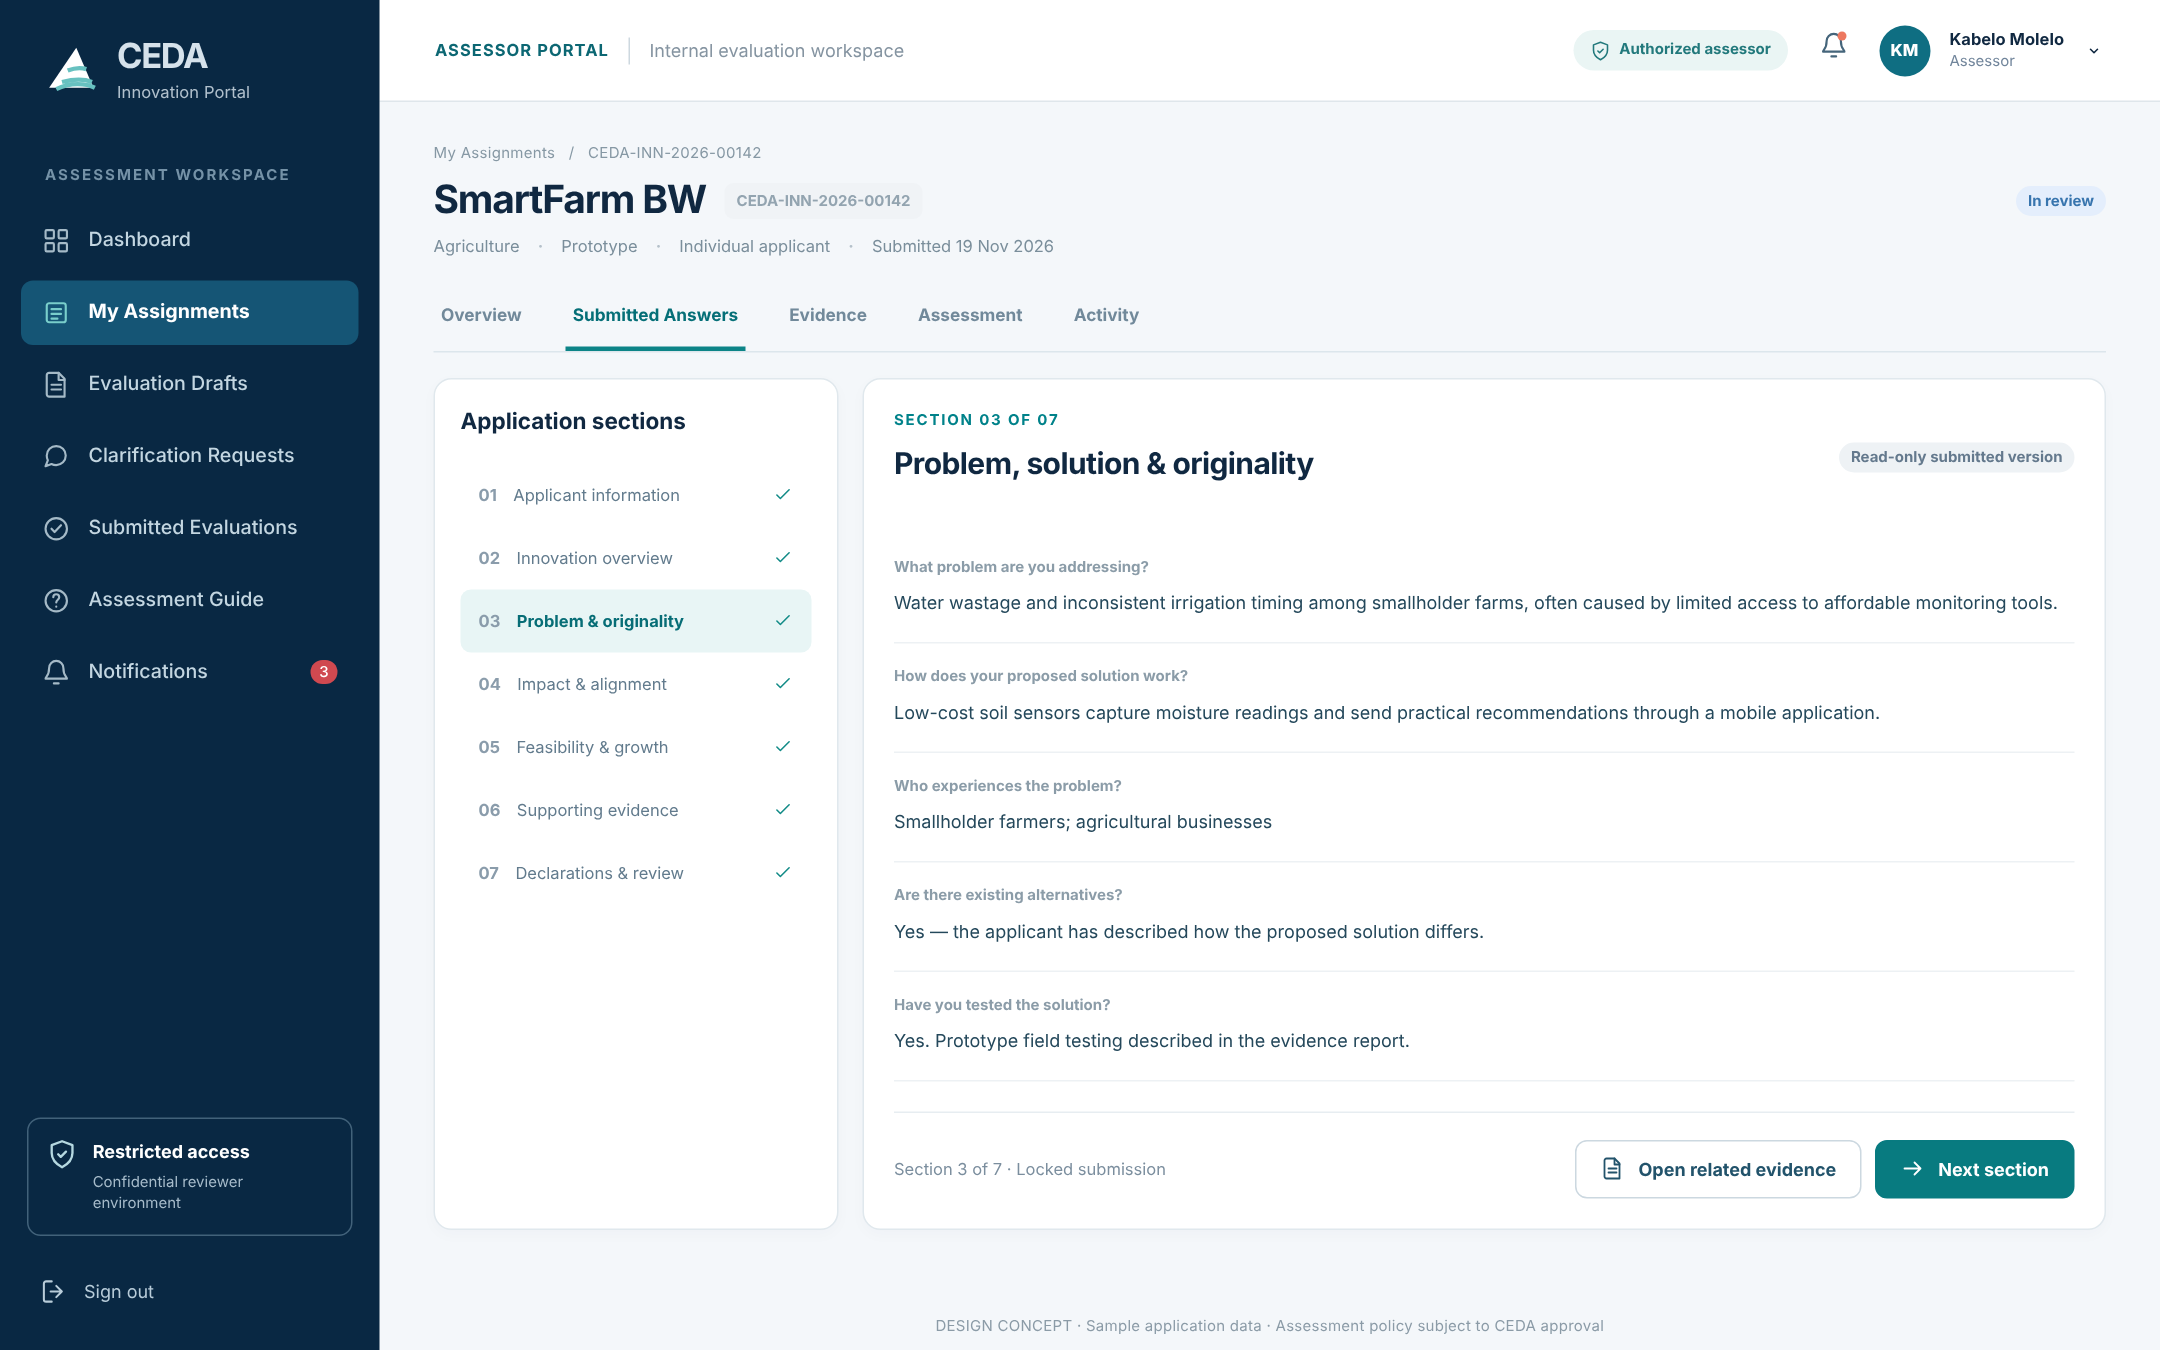 CEDA
Innovation Portal
ASSESSMENT WORKSPACE
Dashboard
My Assignments
Evaluation Drafts
Clarification Requests
Submitted Evaluations
Assessment Guide
Notifications 3
Restricted access
Confidential reviewer
environment
Sign out
ASSESSOR PORTAL Internal evaluation workspace
Authorized assessor
KM
Kabelo Molelo
Assessor
My Assignments / CEDA-INN-2026-00142
SmartFarm BW CEDA-INN-2026-00142
In review
Agriculture · Prototype · Individual applicant · Submitted 19 Nov 2026
Overview Submitted Answers Evidence Assessment Activity
Application sections
01 Applicant information
02 Innovation overview
03 Problem & originality
04 Impact & alignment
05 Feasibility & growth
06 Supporting evidence
07 Declarations & review
SECTION 03 OF 07
Problem, solution & originality
Read-only submitted version
What problem are you addressing?
Water wastage and inconsistent irrigation timing among smallholder farms, often caused by limited access to affordable monitoring tools.
How does your proposed solution work?
Low-cost soil sensors capture moisture readings and send practical recommendations through a mobile application.
Who experiences the problem?
Smallholder farmers; agricultural businesses
Are there existing alternatives?
Yes — the applicant has described how the proposed solution differs.
Have you tested the solution?
Yes. Prototype field testing described in the evidence report.
Section 3 of 7 · Locked submission
Open related evidence
Next section
DESIGN CONCEPT · Sample application data · Assessment policy subject to CEDA approval